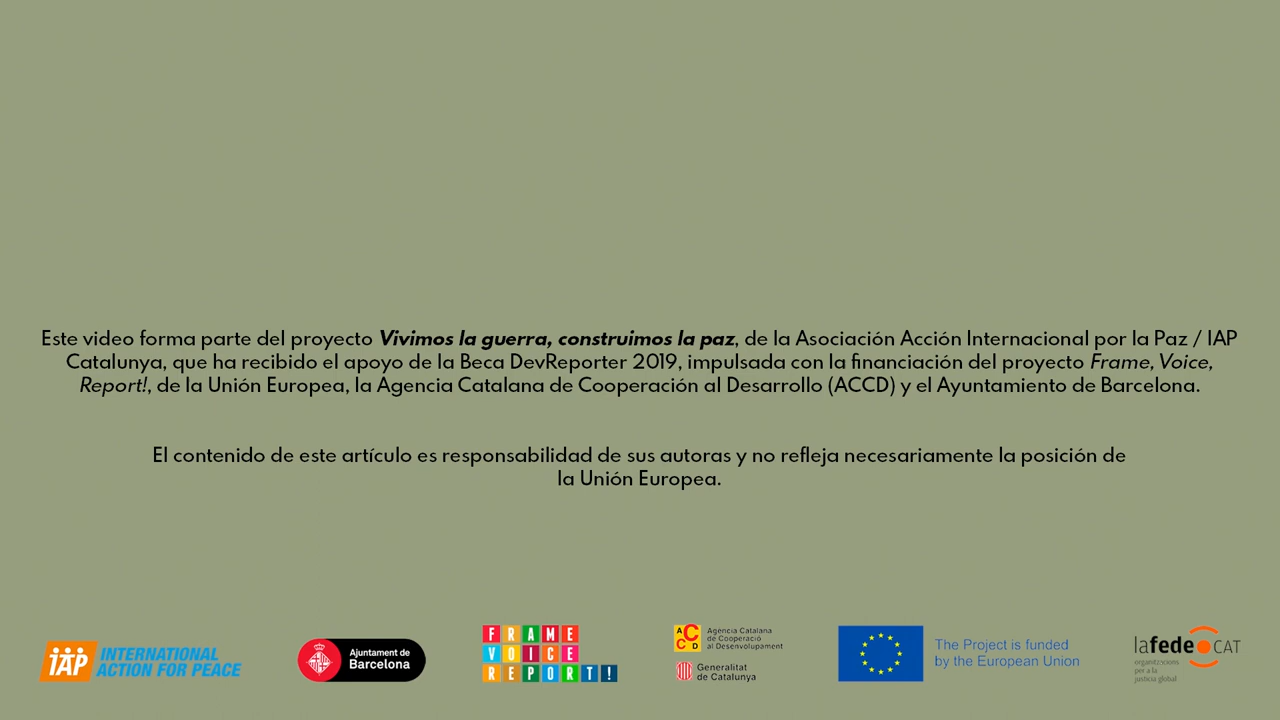 Este video forma parte del proyecto Vivimos la guerra, construimos la paz, de la Asociación Acción Internacional por la Paz / IAP
Catalunya, que ha recibido el apoyo de la Beca DevReporter 2019, impulsada con la financiación del proyecto Frame, Voice,
Report!, de la Unión Europea, la Agencia Catalana de Cooperación al Desarrollo (ACCD) y el Ayuntamiento de Barcelona.
El contenido de este artículo es responsabilidad de sus autoras y no refleja necesariamente la posición de
la Unión Europea.
iAP INTERNATIONAL
ACTION FOR PEACE
Ajuntament de
Barcelona
FRAME
VOICE
REPORT!
ACCD
Agencia Catalana
de Cooperació
al Desenvolupament
Generalitat
de Catalunya
The Project is funded
by the European Union
lafede CAT
organitzacions
per a la
justícia global